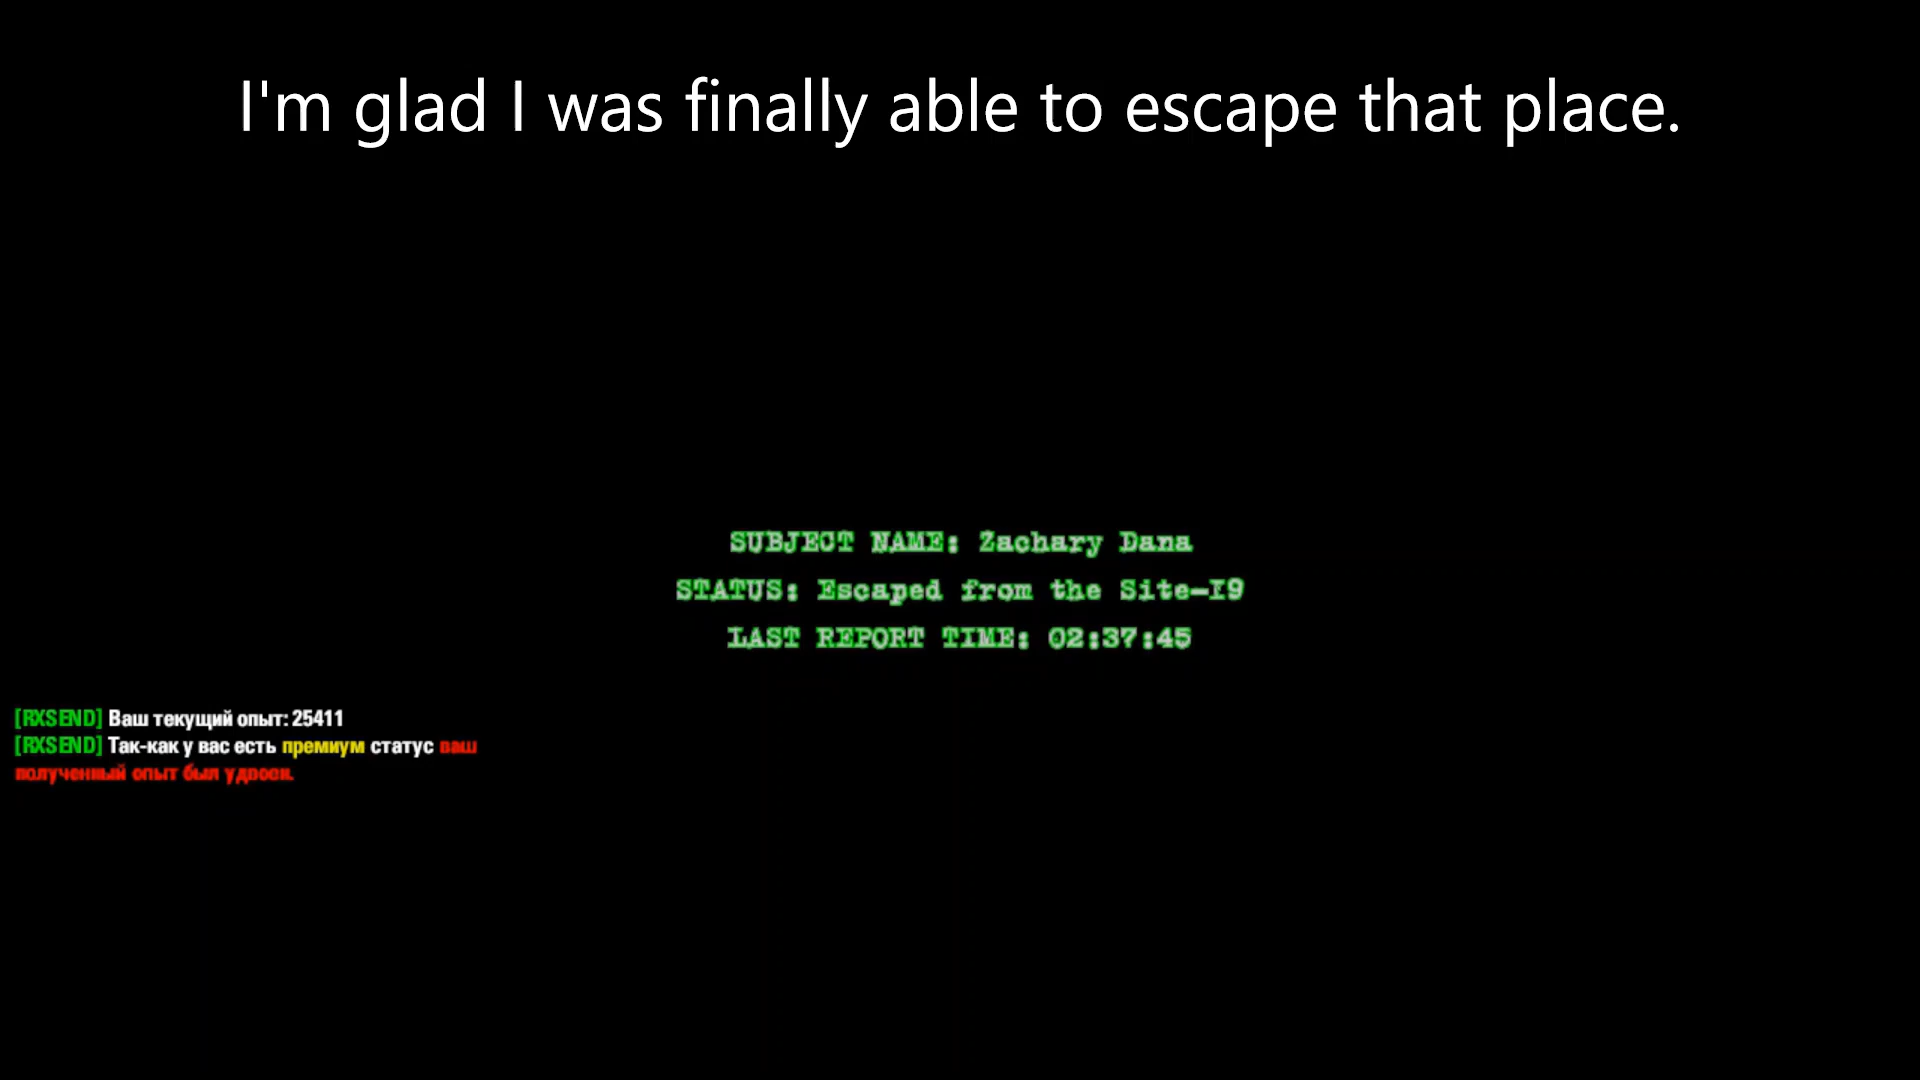 I'm glad I was finally able to escape that place.
SUBJECT NAME: Zachary Dana
STATUS: Escaped from the Site-19
LAST REPORT TIME: 02:37:45
[RXSEND] Ваш текущий опыт: 25411
[RXSEND] Так-как у вас есть премиум статус ваш
полученный опыт был удвоен.